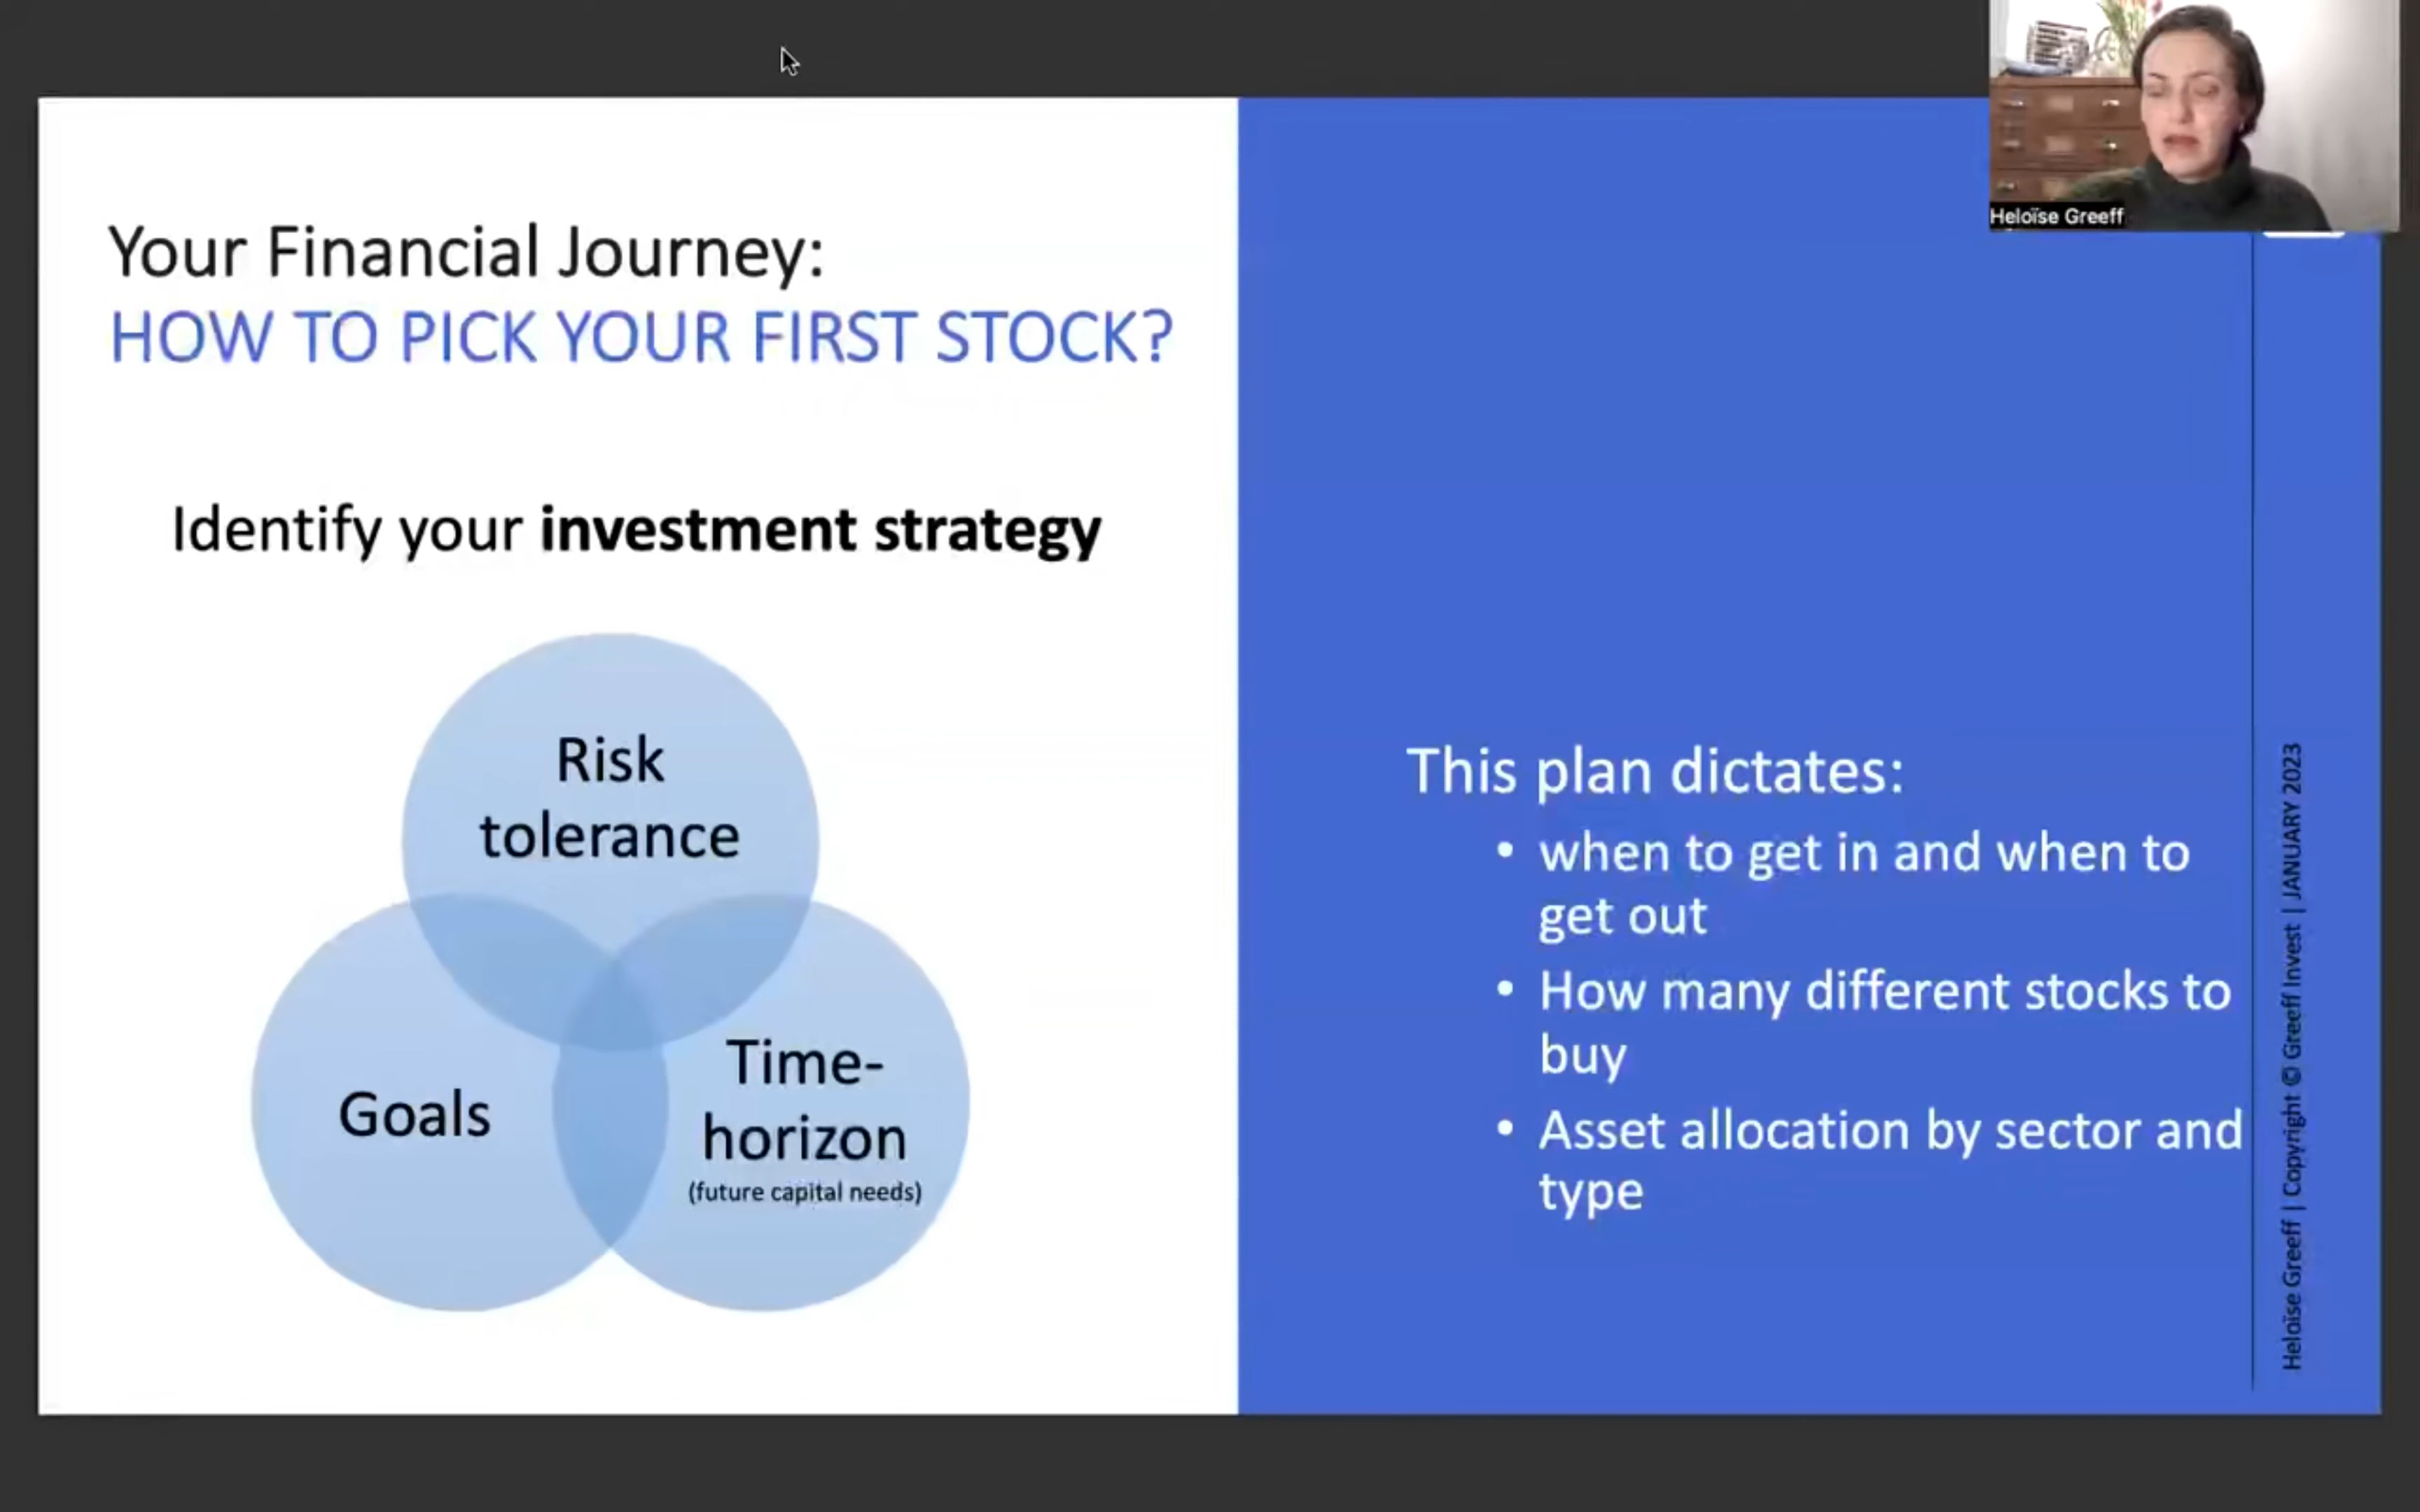 Heloïse Greeff
Your Financial Journey:
HOW TO PICK YOUR FIRST STOCK?
Identify your investment strategy
Risk
tolerance
Goals
Time-
horizon
(future capital needs)
This plan dictates:
• when to get in and when to
get out
• How many different stocks to
buy
• Asset allocation by sector and
type
Heloïse Greeff | Copyright © Greeff Invest | JANUARY 2023